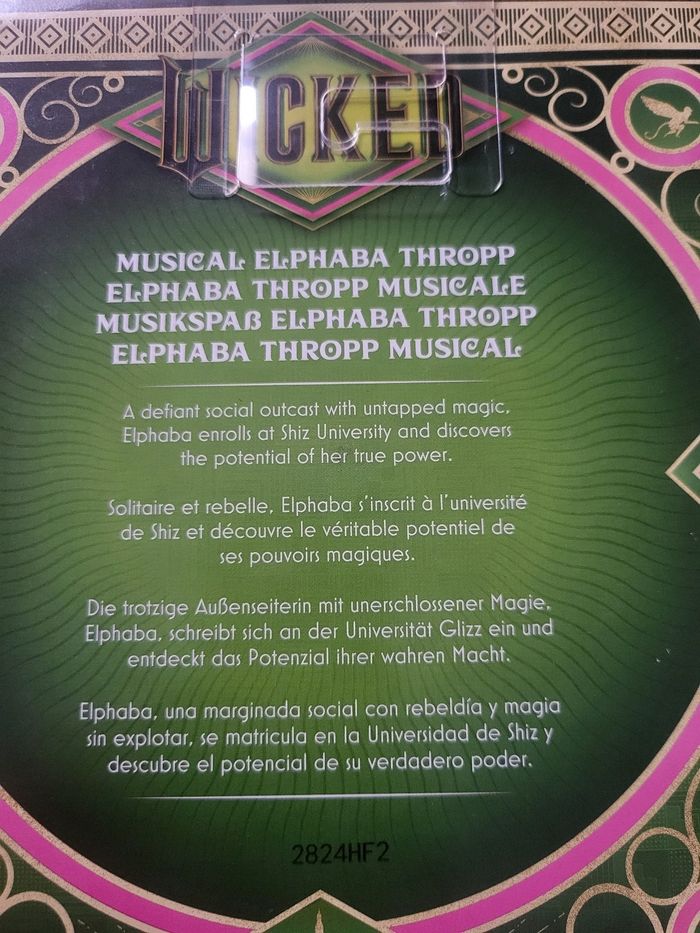 WICKED
MUSICAL ELPHABA THROPP
ELPHABA THROPP MUSICALE
MUSIKSPAß ELPHABA THROPP
ELPHABA THROPP MUSICAL
A defiant social outcast with untapped magic,
Elphaba enrolls at Shiz University and discovers
the potential of her true power.
Solitaire et rebelle, Elphaba s'inscrit à l'université
de Shiz et découvre le véritable potentiel de
ses pouvoirs magiques.
Die trotzige Außenseiterin mit unerschlossener Magie,
Elphaba, schreibt sich an der Universität Glizz ein und
entdeckt das Potenzial ihrer wahren Macht.
Elphaba, una marginada social con rebeldía y magia
sin explotar, se matricula en la Universidad de Shiz y
descubre el potencial de su verdadero poder.
2824HF2